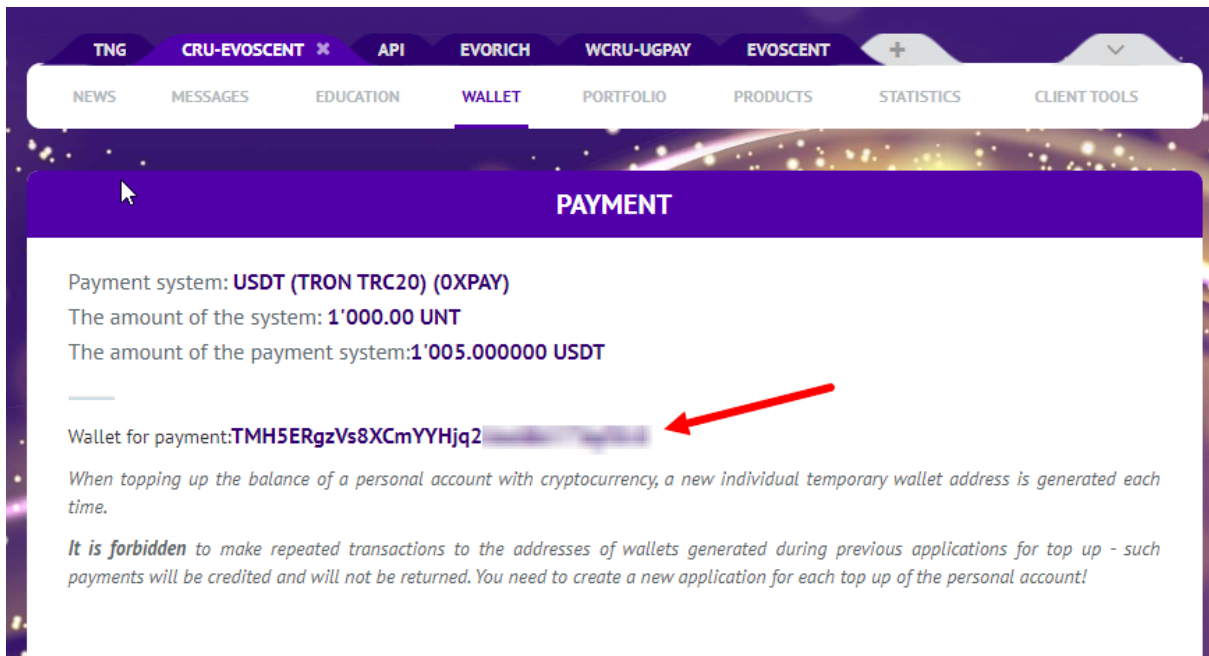 TNG CRU-EVOSCENT API EVORICH WCRU-UGPAY EVOSCENT
NEWS MESSAGES EDUCATION WALLET PORTFOLIO PRODUCTS STATISTICS CLIENT TOOLS
PAYMENT
Payment system: USDT (TRON TRC20) (0XPAY)
The amount of the system: 1'000.00 UNT
The amount of the payment system:1'005.000000 USDT
Wallet for payment:TMH5ERgzVs8XCmYYHjq2
When topping up the balance of a personal account with cryptocurrency, a new individual temporary wallet address is generated each
time.
It is forbidden to make repeated transactions to the addresses of wallets generated during previous applications for top up - such
payments will be credited and will not be returned. You need to create a new application for each top up of the personal account!